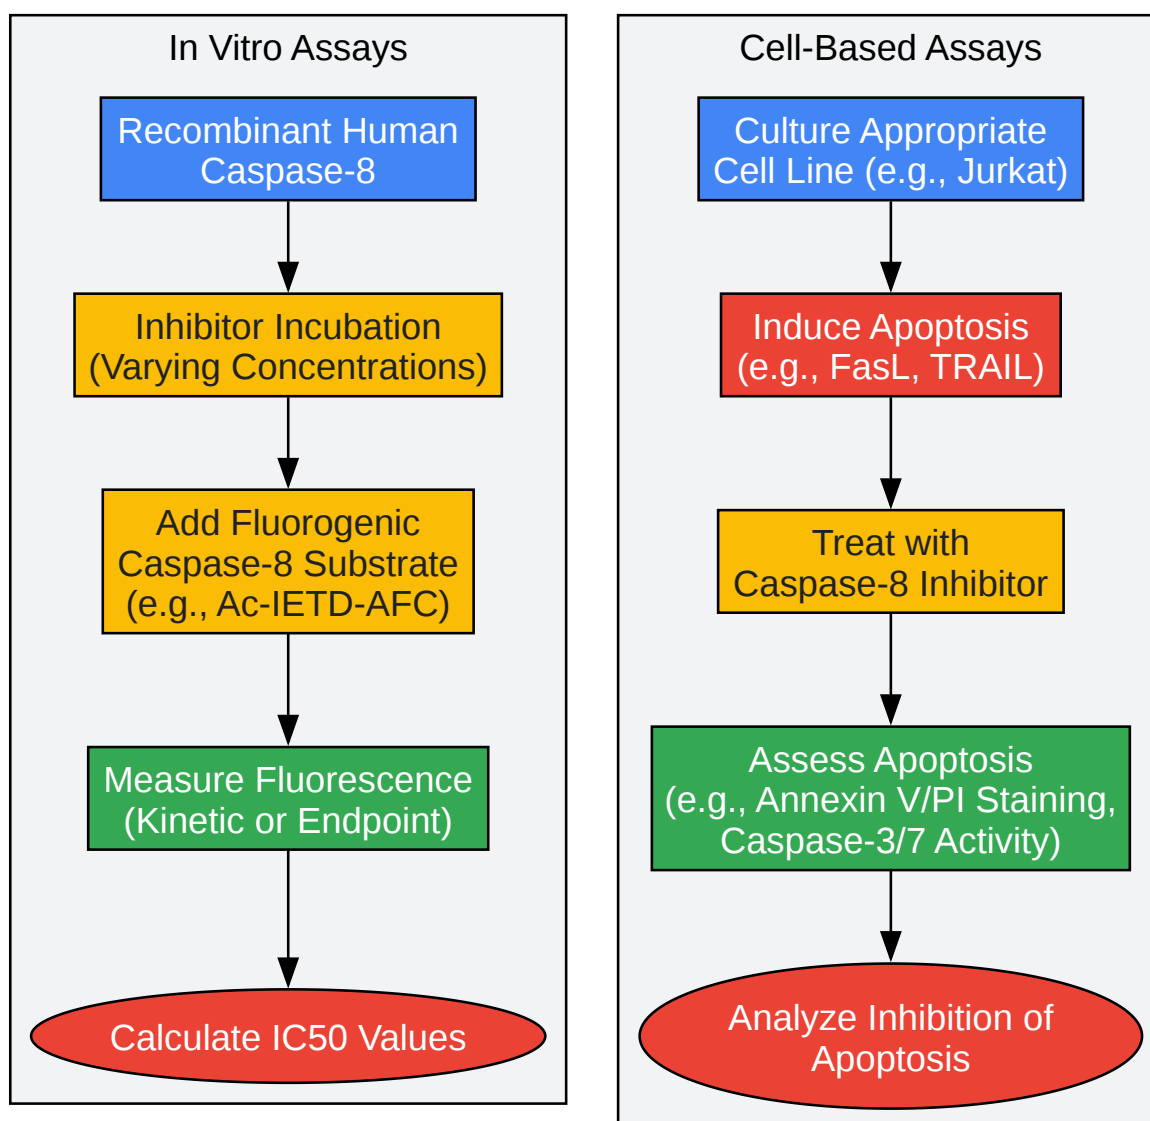 In Vitro Assays
Recombinant Human
Caspase-8
Inhibitor Incubation
(Varying Concentrations)
Add Fluorogenic
Caspase-8 Substrate
(e.g., Ac-IETD-AFC)
Measure Fluorescence
(Kinetic or Endpoint)
Calculate IC50 Values
Cell-Based Assays
Culture Appropriate
Cell Line (e.g., Jurkat)
Induce Apoptosis
(e.g., FasL, TRAIL)
Treat with
Caspase-8 Inhibitor
Assess Apoptosis
(e.g., Annexin V/PI Staining,
Caspase-3/7 Activity)
Analyze Inhibition of
Apoptosis